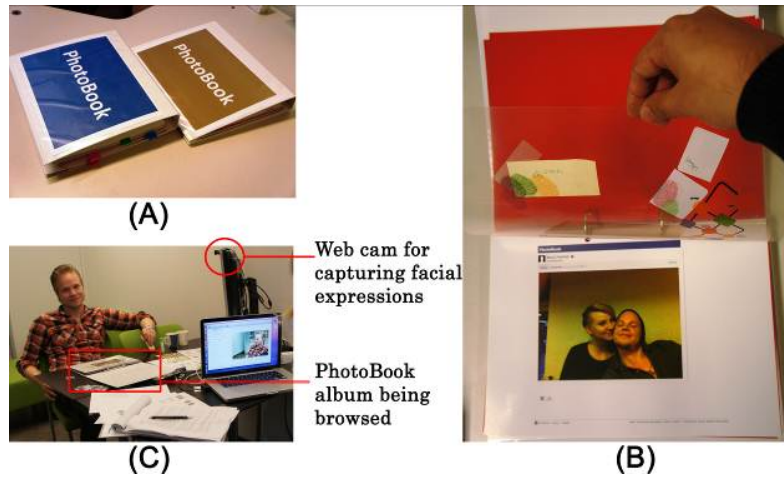 PhotoBook
PhotoBook
(A)
Web cam for
capturing facial
expressions
PhotoBook
album being
browsed
(C)
PhotoBook
(B)